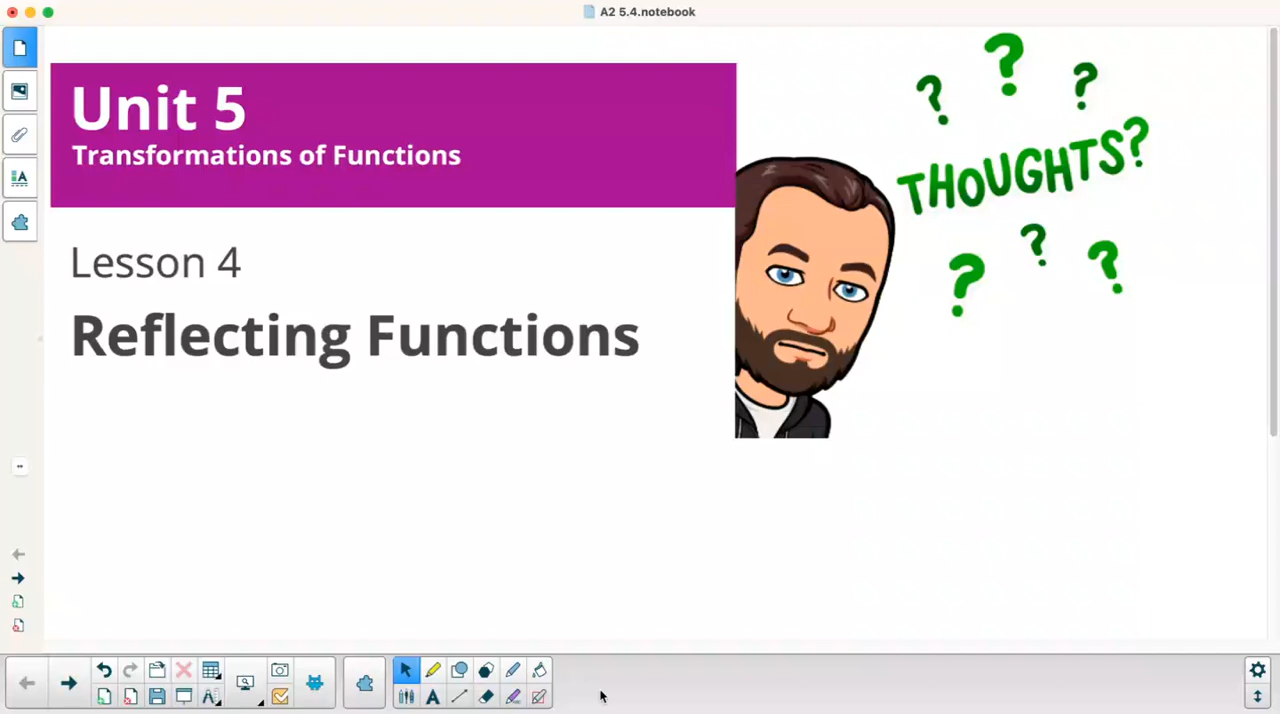 A2 5.4.notebook
Unit 5
Transformations of Functions
Lesson 4
Reflecting Functions
? ? ?
THOUGHTS?
? ? ?